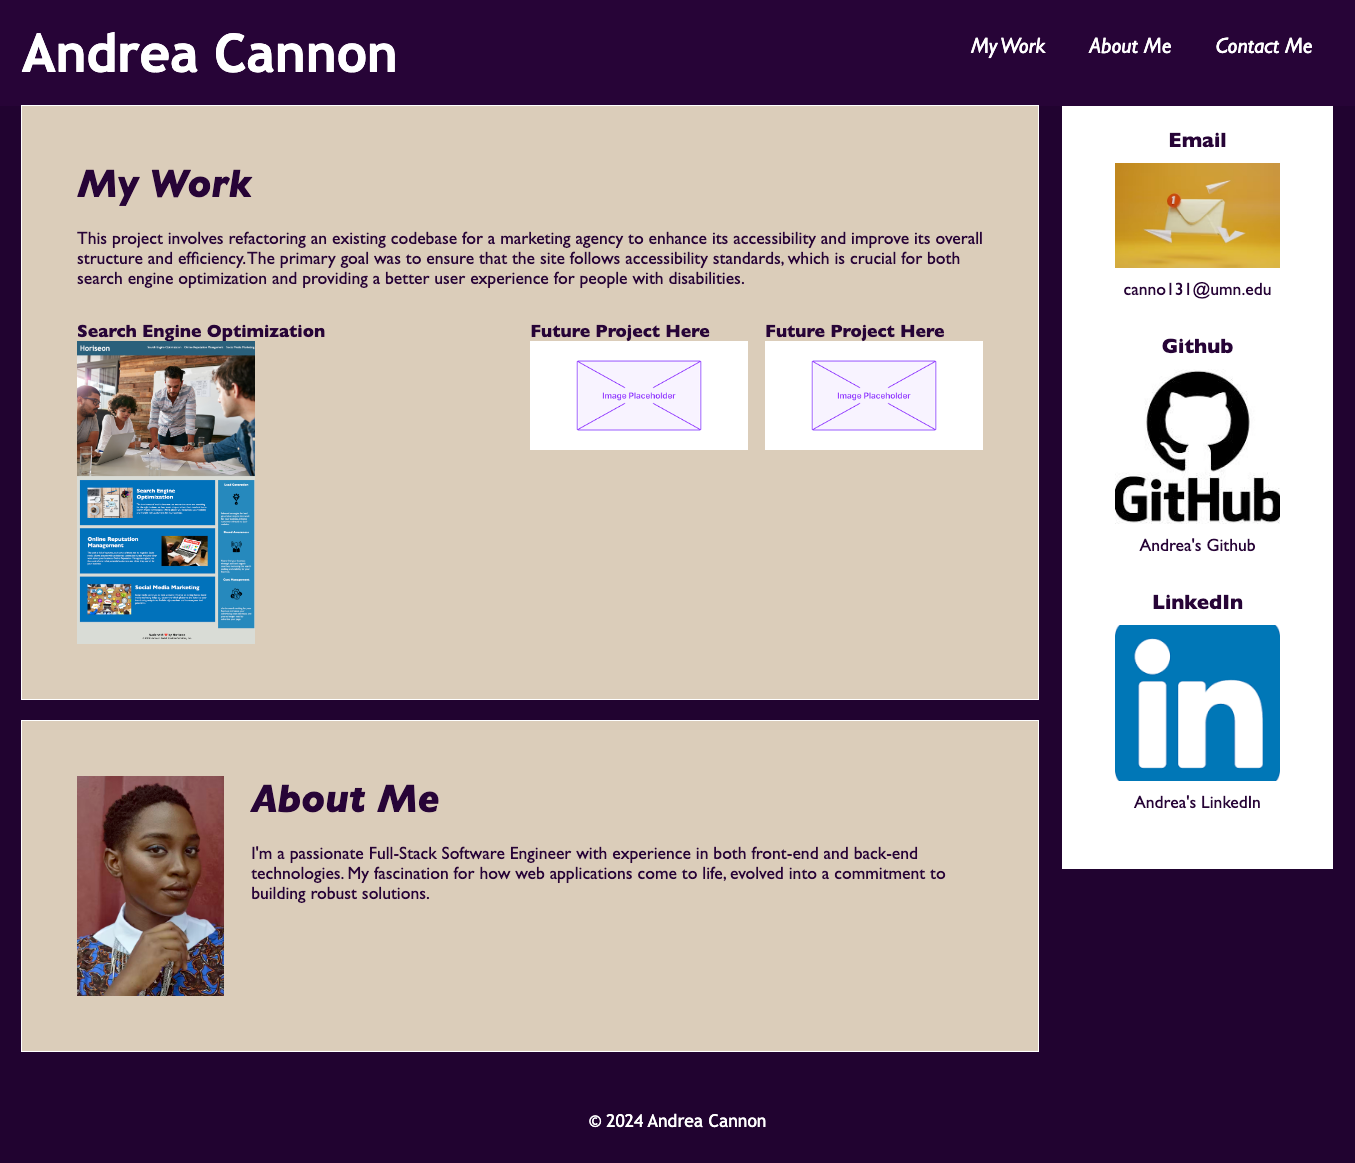 Andrea Cannon
My Work
About Me
Contact Me
My Work
This project involves refactoring an existing codebase for a marketing agency to enhance its accessibility and improve its overall
structure and efficiency. The primary goal was to ensure that the site follows accessibility standards, which is crucial for both
search engine optimization and providing a better user experience for people with disabilities.
Search Engine Optimization
Horiseon
Search Engine
Optimization
Online Reputation
Management
Social Media Marketing
Future Project Here
Image Placeholder
Future Project Here
Image Placeholder
About Me
I'm a passionate Full-Stack Software Engineer with experience in both front-end and back-end
technologies. My fascination for how web applications come to life, evolved into a commitment to
building robust solutions.
Email
1
canno131@umn.edu
Github
GitHub
Andrea's Github
LinkedIn
in
Andrea's LinkedIn
© 2024 Andrea Cannon